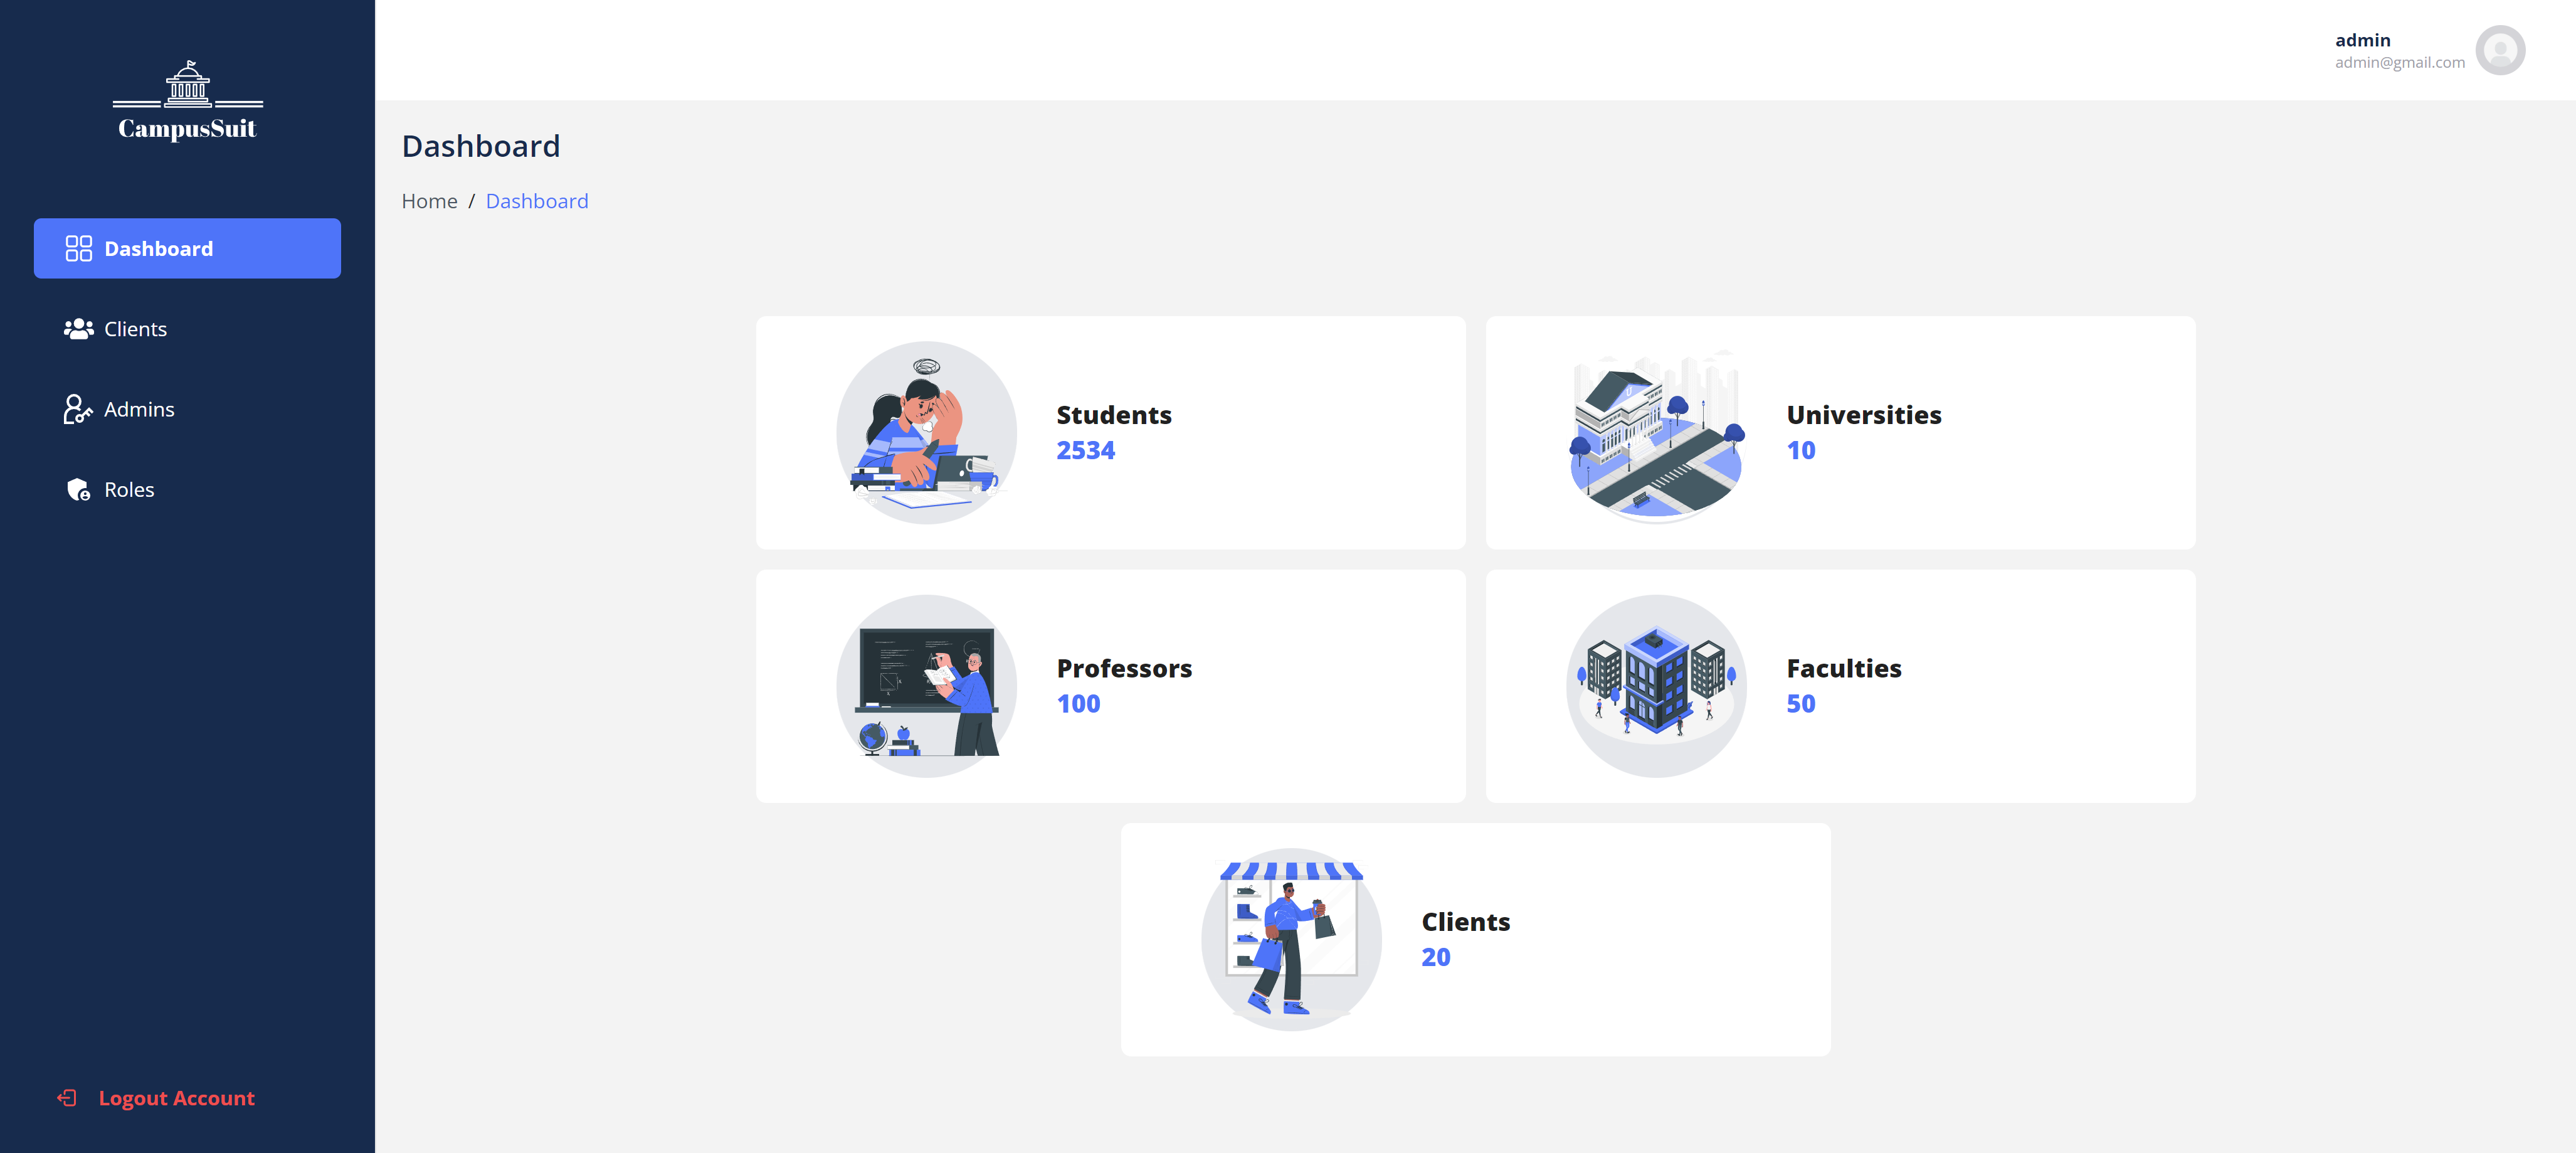 CampusSuit
Dashboard
Clients
Admins
Roles
Logout Account
admin
admin@gmail.com
Dashboard
Home / Dashboard
Students
2534
Universities
10
Professors
100
Faculties
50
Clients
20